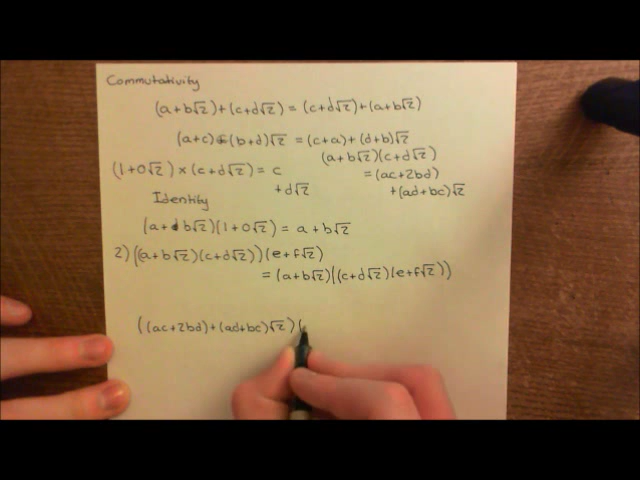 Commutativity
(a+b√2)+(c+d√2) = (c+d√2)+(a+b√2)
(a+c)+(b+d)√2 = (c+a)+(d+b)√2
(a+b√2)(c+d√2)
(1+0√2)×(c+d√2) = c
+d√2
=(ac+2bd)
+(ad+bc)√2
Identity
(a+b√2)(1+0√2) = a+b√2
2) ((a+b√2)(c+d√2))(e+f√2)
=(a+b√2)((c+d√2)(e+f√2))
((ac+2bd)+(ad+bc)√2)(